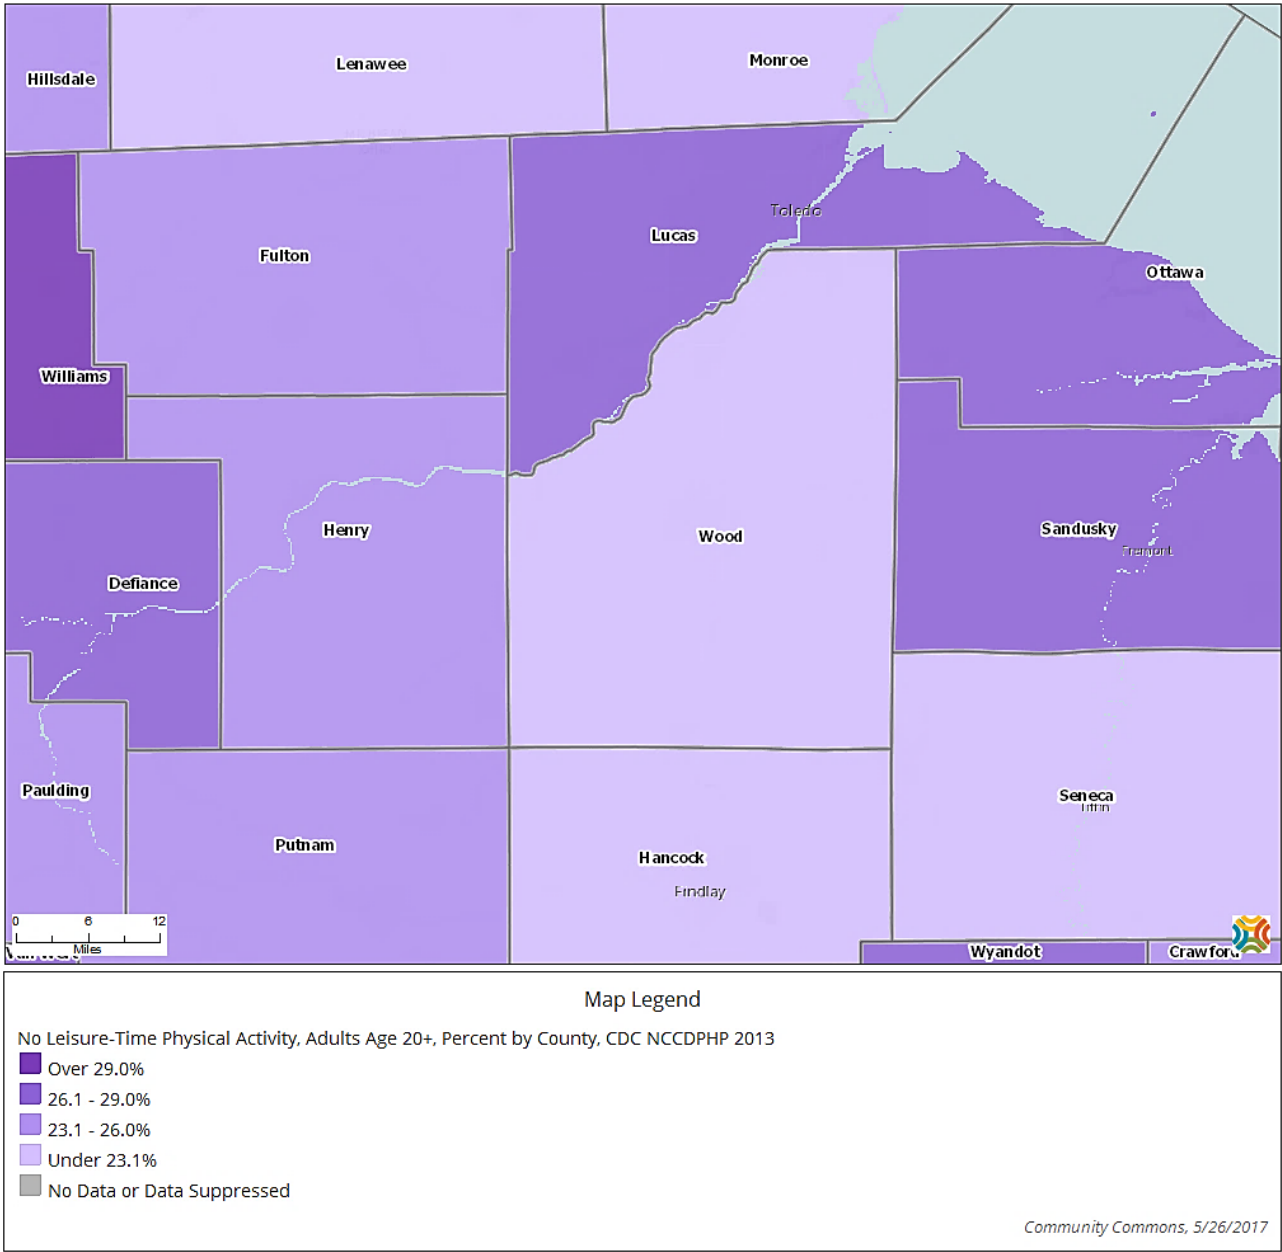 Hillsdale
Lenawee
Monroe
Toledo
Lucas
Fulton
Ottawa
Williams
Henry
Wood
Sandusky
Fremont
Defiance
Paulding
Seneca
Tiffin
Putnam
Hancock
Findlay
0 6 12
Miles
Wyandot
Map Legend
No Leisure-Time Physical Activity, Adults Age 20+, Percent by County, CDC NCCDPHP 2013
Over 29.0%
26.1 - 29.0%
23.1 - 26.0%
Under 23.1%
No Data or Data Suppressed
Community Commons, 5/26/2017